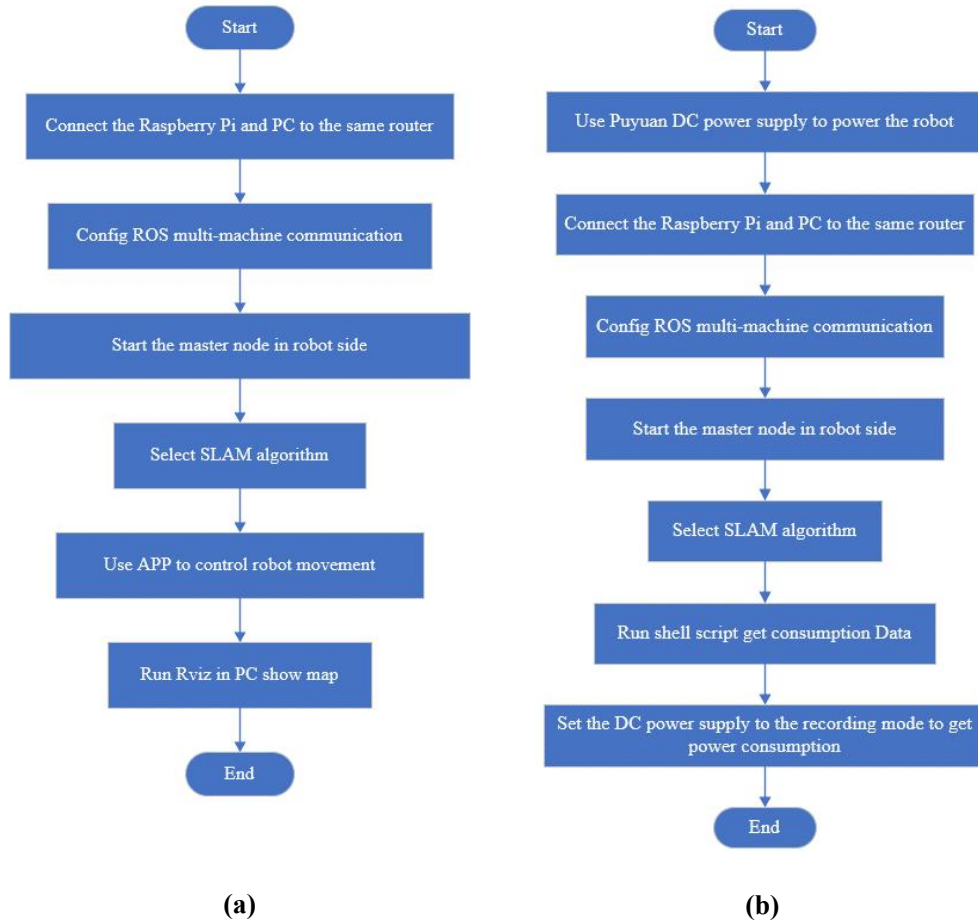 Start
Connect the Raspberry Pi and PC to the same router
Config ROS multi-machine communication
Start the master node in robot side
Select SLAM algorithm
Use APP to control robot movement
Run Rviz in PC show map
End
(a)
Start
Use Puyuan DC power supply to power the robot
Connect the Raspberry Pi and PC to the same router
Config ROS multi-machine communication
Start the master node in robot side
Select SLAM algorithm
Run shell script get consumption Data
Set the DC power supply to the recording mode to get
power consumption
End
(b)